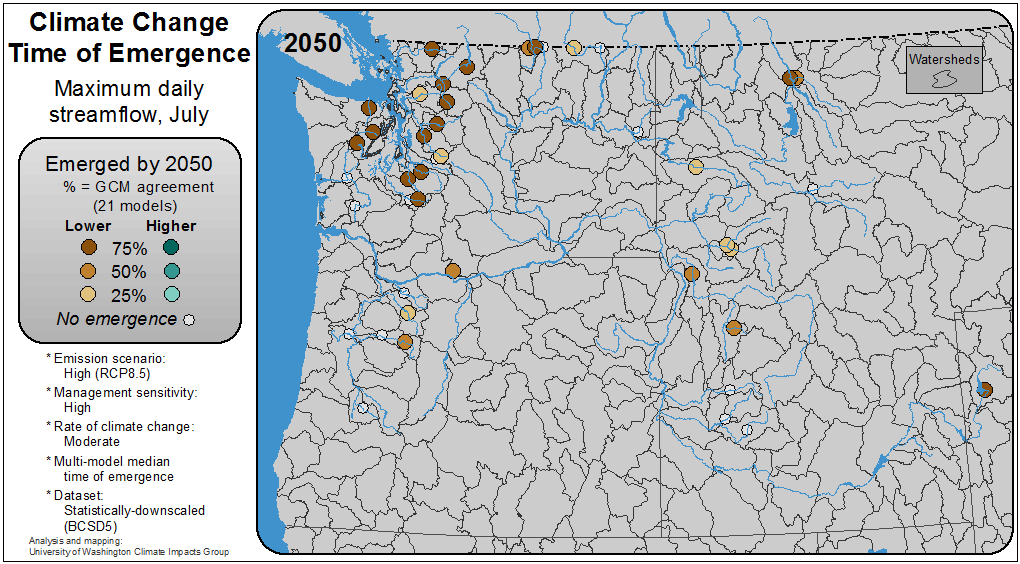 Climate Change
Time of Emergence
Maximum daily
streamflow, July
Emerged by 2050
% = GCM agreement
(21 models)
Lower Higher
75%
50%
25%
No emergence
* Emission scenario:
High (RCP8.5)
* Management sensitivity:
High
* Rate of climate change:
Moderate
* Multi-model median
time of emergence
* Dataset:
Statistically-downscaled
(BCSD5)
Analysis and mapping:
University of Washington Climate Impacts Group
2050
Watersheds